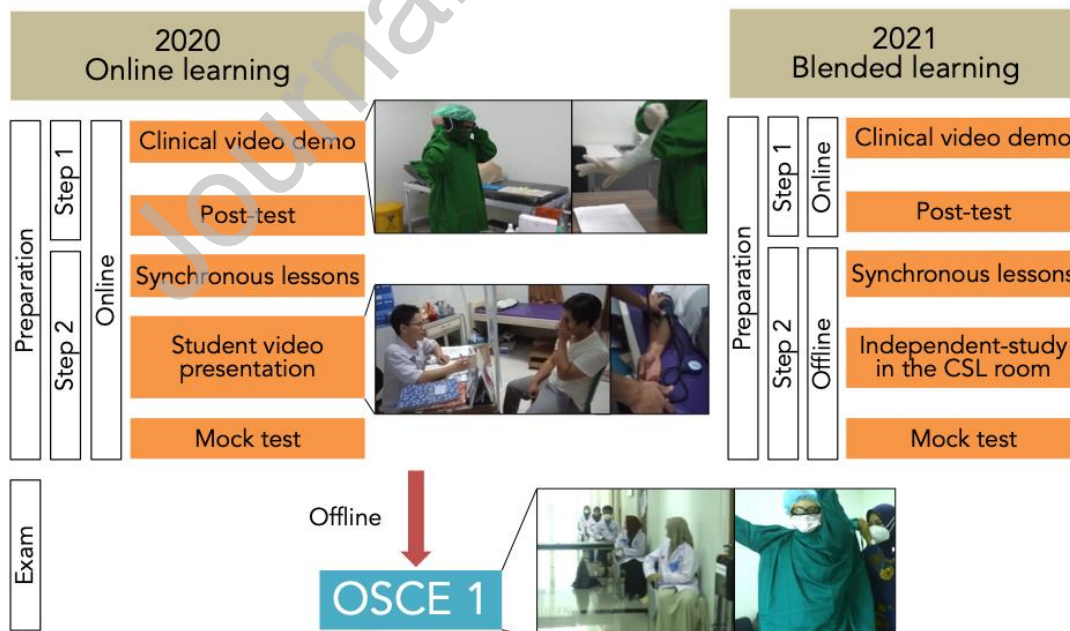 2020
Online learning
2021
Blended learning
Preparation
Step 1
Step 2
Online
Clinical video demo
Post-test
Synchronous lessons
Student video
presentation
Mock test
Preparation
Step 1
Step 2
Online
Offline
Clinical video demo
Post-test
Synchronous lessons
Independent-study
in the CSL room
Mock test
Exam
Offline
OSCE 1
Journal